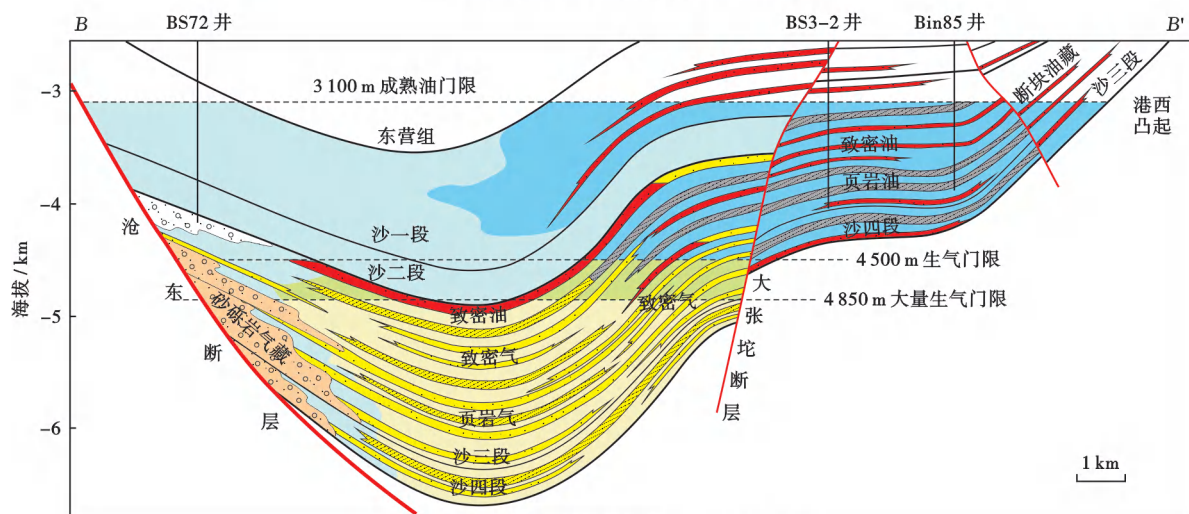 B
BS72 井
BS3-2 井
Bin85 井
B'
海拔 / km
-3
-4
-5
-6
3 100 m 成熟油门限
东营组
断块油藏
沙三段
港西
凸起
致密油
页岩油
沙四段
沙一段
沙二段
4 500 m 生气门限
4 850 m 大量生气门限
沧东断层
砂砾岩气藏
致密油
致密气
致密气
页岩气
沙三段
沙四段
大张坨断层
1 km